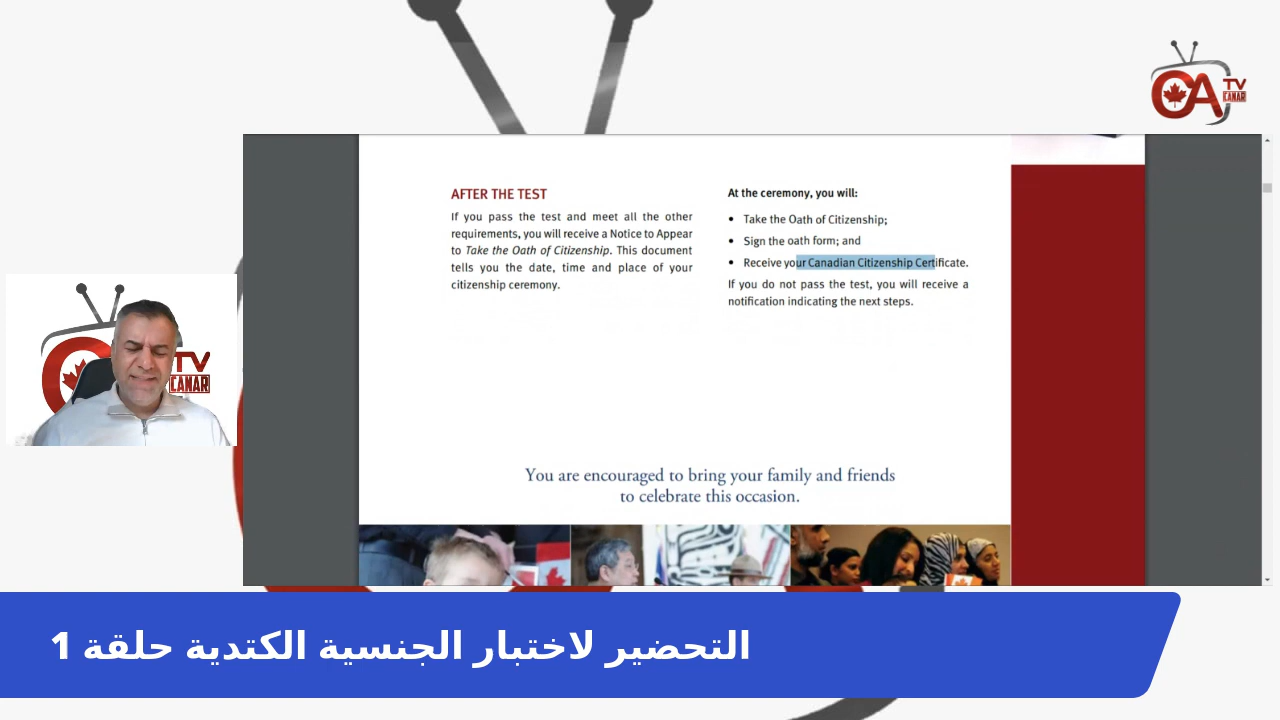 CA TV
CANAR
AFTER THE TEST
If you pass the test and meet all the other
requirements, you will receive a Notice to Appear
to Take the Oath of Citizenship. This document
tells you the date, time and place of your
citizenship ceremony.
At the ceremony, you will:
• Take the Oath of Citizenship;
• Sign the oath form; and
• Receive your Canadian Citizenship Certificate.
If you do not pass the test, you will receive a
notification indicating the next steps.
TV
CANAR
You are encouraged to bring your family and friends
to celebrate this occasion.
التحضير لاختبار الجنسية الكتدية حلقة 1